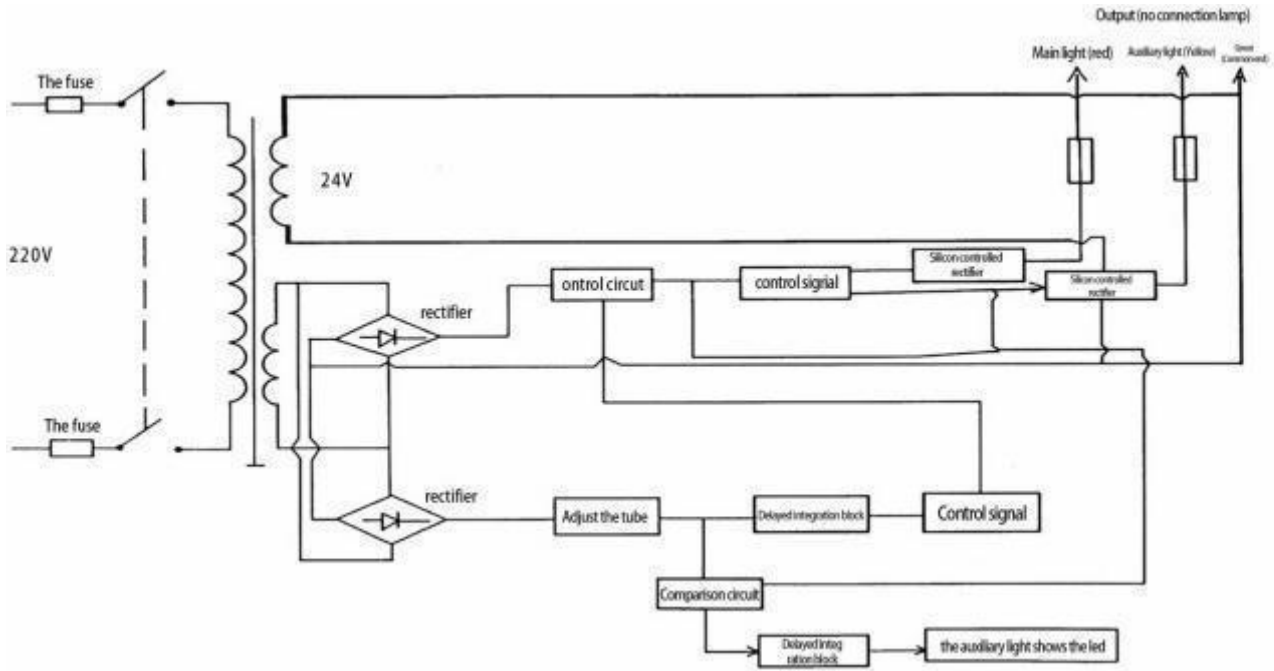 Output (no connection lamp)
Main light (red)
Auxiliary light (Yellow)
The fuse
24V
220V
rectifier
ontrol circut
control sigrial
Silicon controlled
rectifier
Silicon controlled
rectifier
The fuse
rectifier
Adjust the tube
Delayed integration block
Control signal
Comparison circuit
Delayed integ
ration block
the auxiliary light shows the led